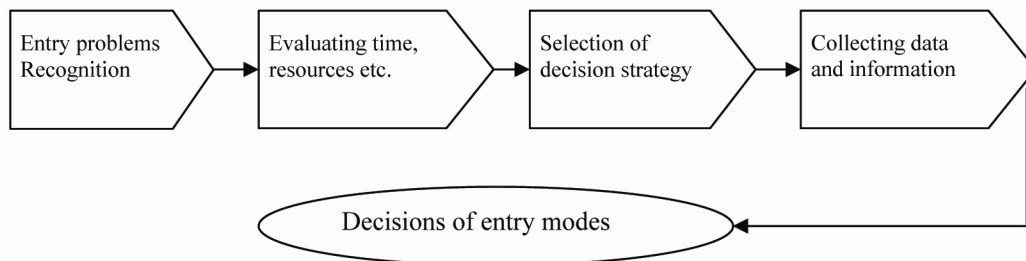 Entry problems
Recognition
Evaluating time,
resources etc.
Selection of
decision strategy
Collecting data
and information
Decisions of entry modes